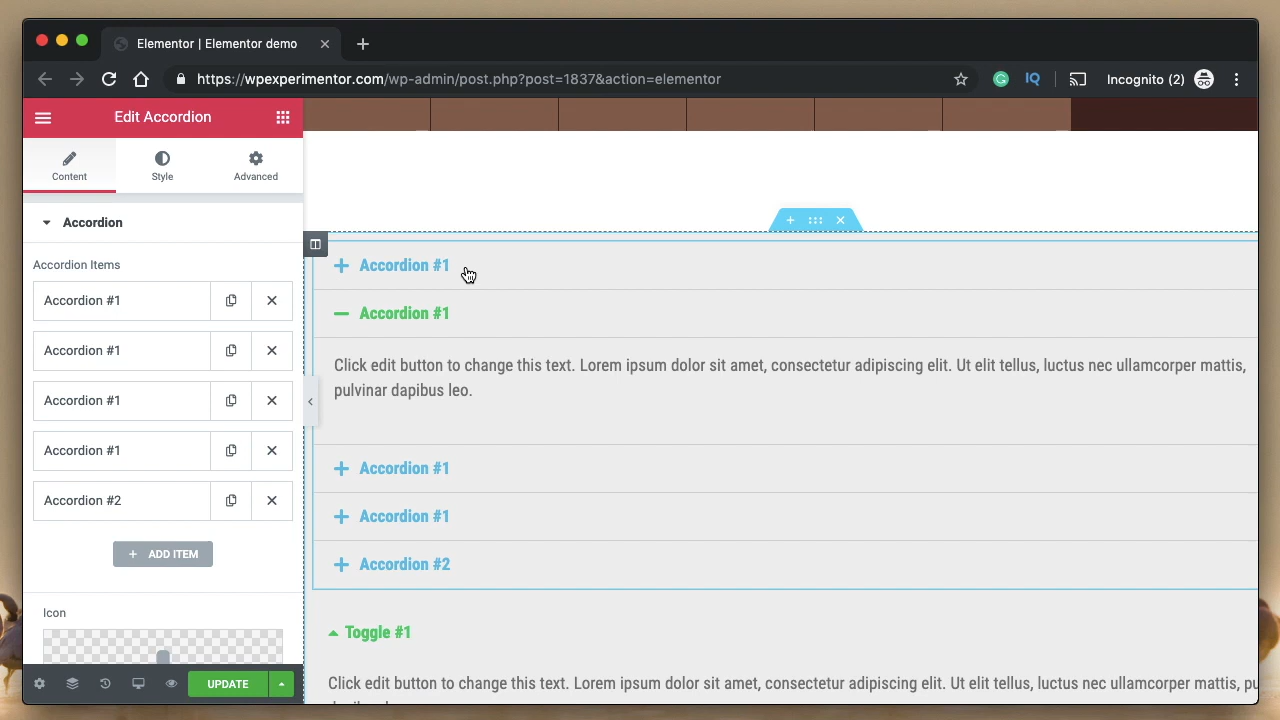 Elementor | Elementor demo
https://wpexperimentor.com/wp-admin/post.php?post=1837&action=elementor
IQ
Incognito (2)
Edit Accordion
Content
Style
Advanced
Accordion
Accordion Items
Accordion #1
Accordion #1
Accordion #1
Accordion #1
Accordion #2
ADD ITEM
Icon
UPDATE
Accordion #1
Accordion #1
Click edit button to change this text. Lorem ipsum dolor sit amet, consectetur adipiscing elit. Ut elit tellus, luctus nec ullamcorper mattis,
pulvinar dapibus leo.
Accordion #1
Accordion #1
Accordion #2
Toggle #1
Click edit button to change this text. Lorem ipsum dolor sit amet, consectetur adipiscing elit. Ut elit tellus, luctus nec ullamcorper mattis, pu